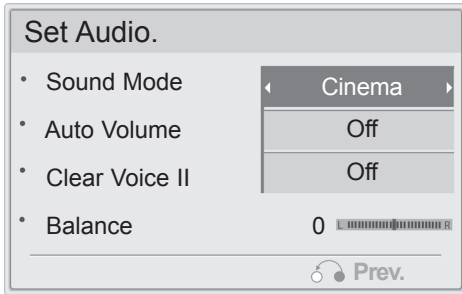 Set Audio.
• Sound Mode Cinema
• Auto Volume Off
• Clear Voice II Off
• Balance 0 L R
Prev.